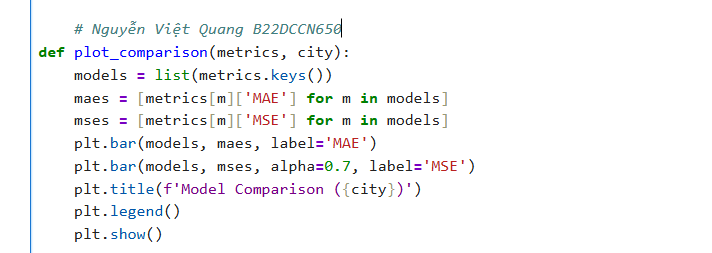 # Nguyễn Việt Quang B22DCCN650
def plot_comparison(metrics, city):
    models = list(metrics.keys())
    maes = [metrics[m]['MAE'] for m in models]
    mses = [metrics[m]['MSE'] for m in models]
    plt.bar(models, maes, label='MAE')
    plt.bar(models, mses, alpha=0.7, label='MSE')
    plt.title(f'Model Comparison ({city})')
    plt.legend()
    plt.show()